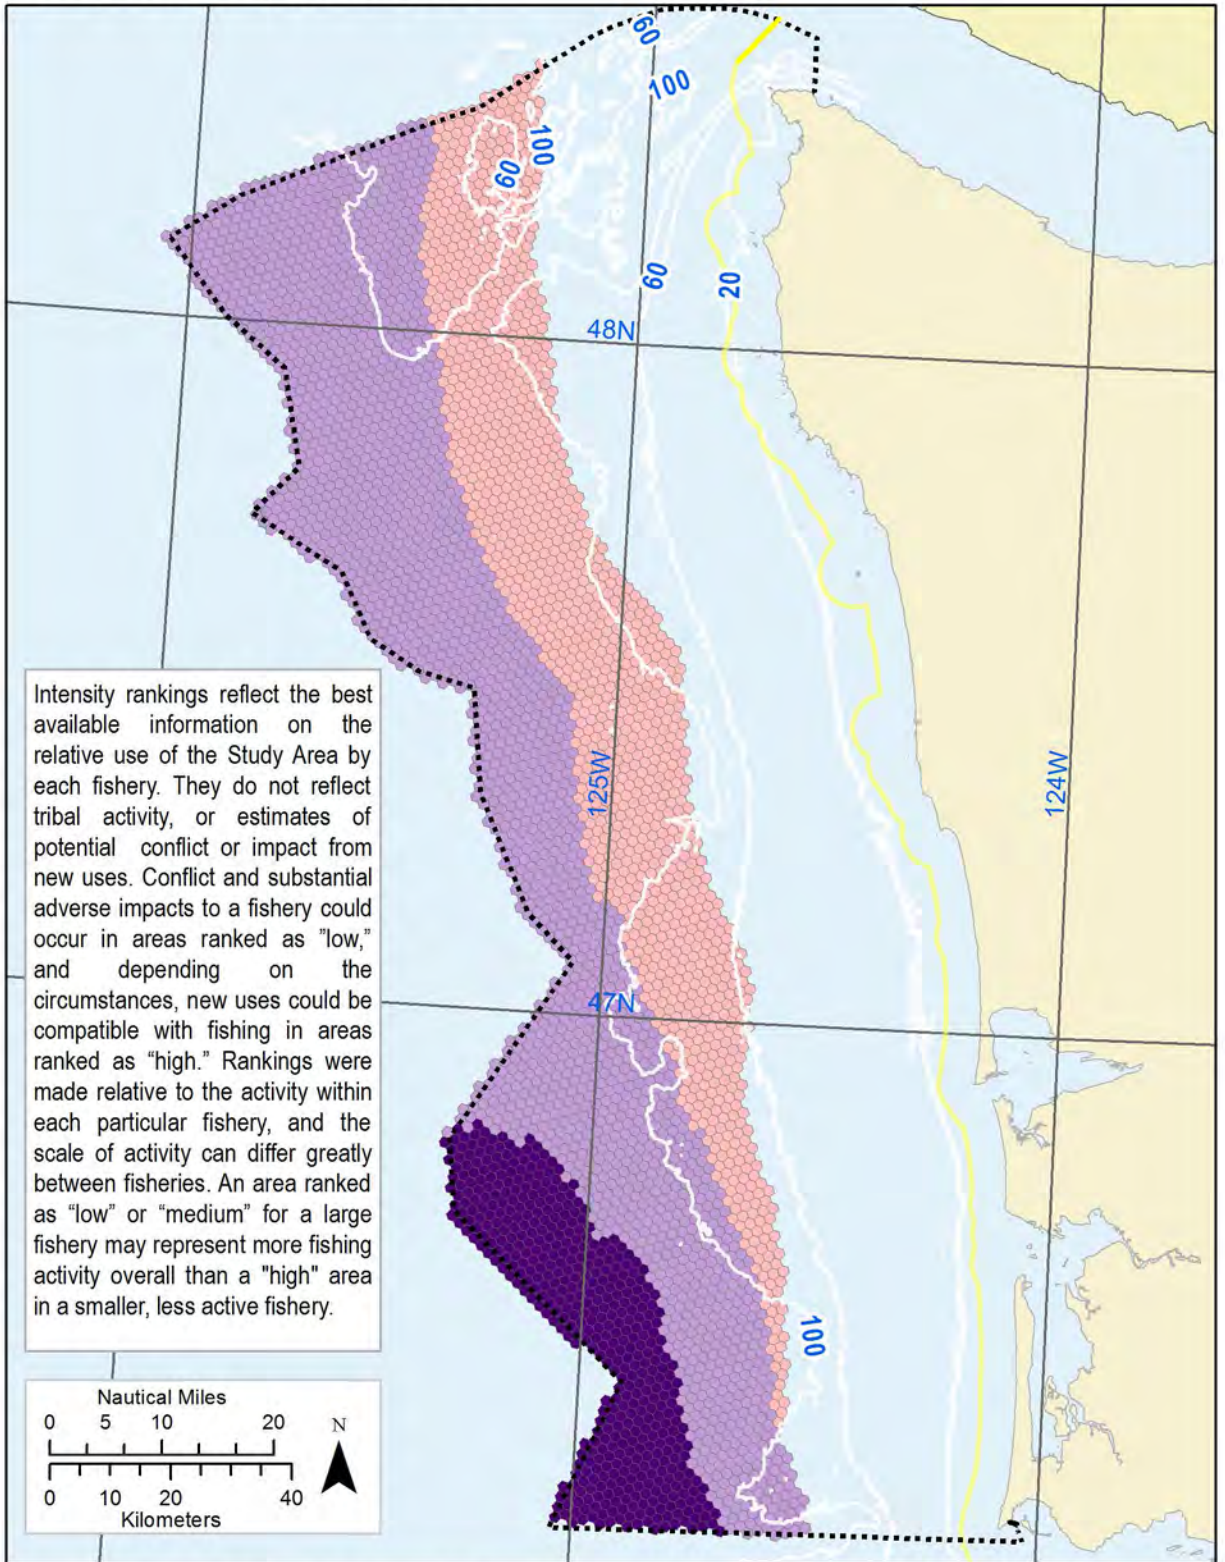 60
100
100
60
60
20
48N
125W
124W
47N
100
Intensity rankings reflect the best
available information on the
relative use of the Study Area by
each fishery. They do not reflect
tribal activity, or estimates of
potential conflict or impact from
new uses. Conflict and substantial
adverse impacts to a fishery could
occur in areas ranked as ”low,”
and depending on the
circumstances, new uses could be
compatible with fishing in areas
ranked as “high.” Rankings were
made relative to the activity within
each particular fishery, and the
scale of activity can differ greatly
between fisheries. An area ranked
as “low” or “medium” for a large
fishery may represent more fishing
activity overall than a "high" area
in a smaller, less active fishery.
Nautical Miles
0 5 10 20
N
0 10 20 40
Kilometers